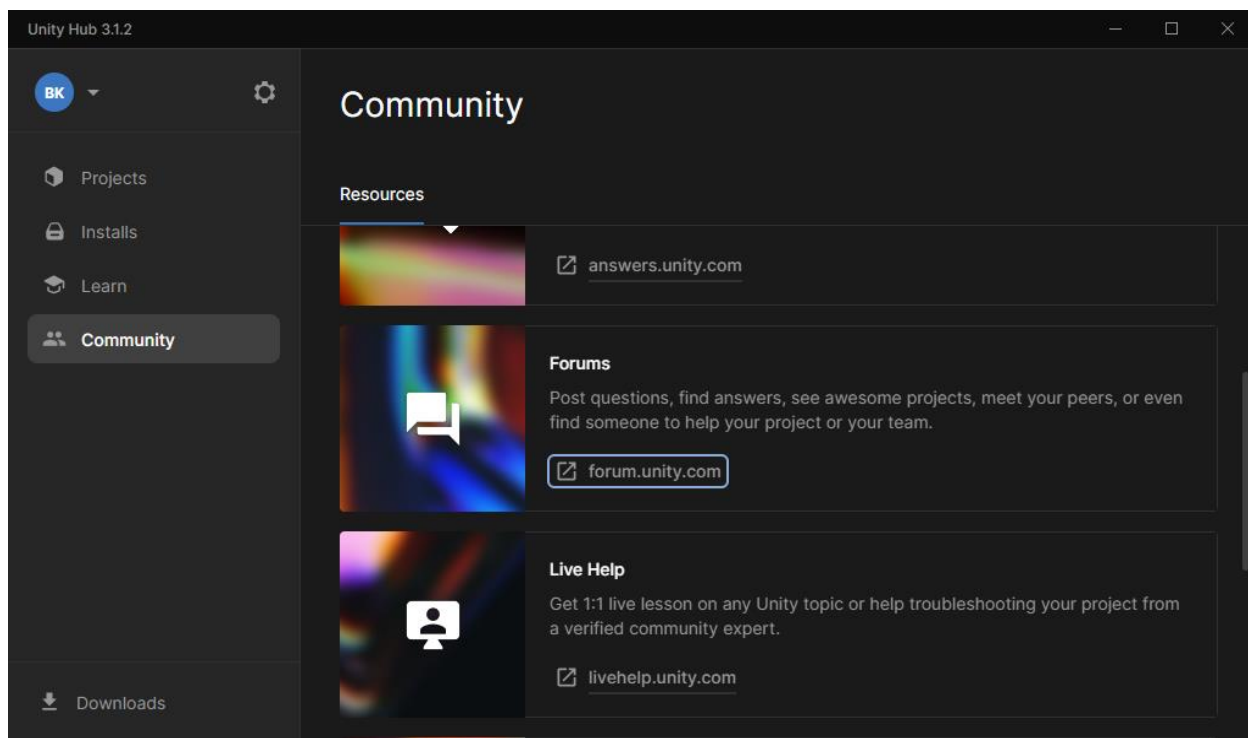 Unity Hub 3.1.2
BK
Projects
Installs
Learn
Community
Downloads
Community
Resources
answers.unity.com
Forums
Post questions, find answers, see awesome projects, meet your peers, or even
find someone to help your project or your team.
forum.unity.com
Live Help
Get 1:1 live lesson on any Unity topic or help troubleshooting your project from
a verified community expert.
livehelp.unity.com